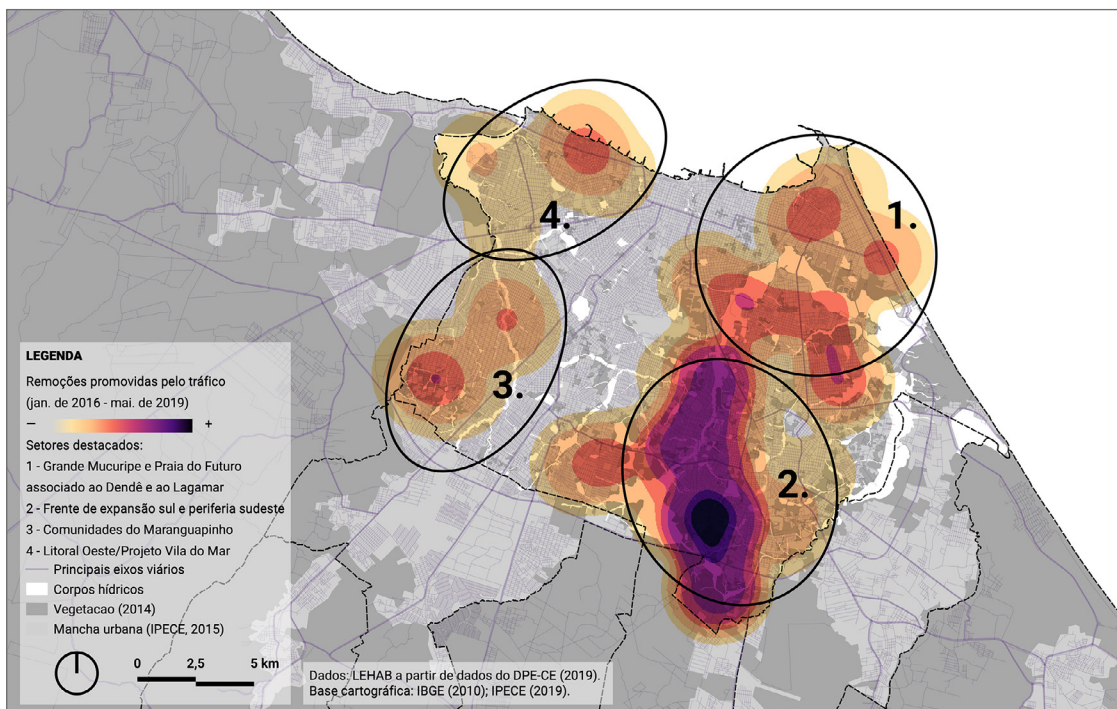 4.
1.
3.
2.
LEGENDA
Remoções promovidas pelo tráfico
(jan. de 2016 - mai. de 2019)
– +
Setores destacados:
1 - Grande Mucuripe e Praia do Futuro
associado ao Dendê e ao Lagamar
2 - Frente de expansão sul e periferia sudeste
3 - Comunidades do Maranguapinho
4 - Litoral Oeste/Projeto Vila do Mar
Principais eixos viários
Corpos hídricos
Vegetacao (2014)
Mancha urbana (IPECE, 2015)
0 2,5 5 km
Dados: LEHAB a partir de dados do DPE-CE (2019).
Base cartográfica: IBGE (2010); IPECE (2019).